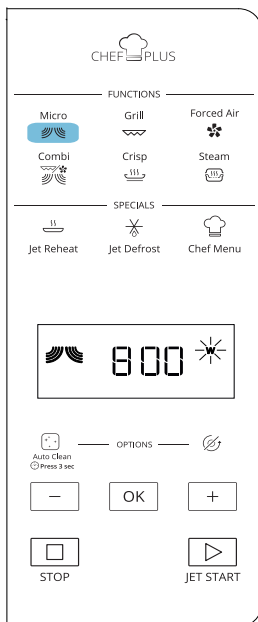 CHEF PLUS
FUNCTIONS
Micro Grill Forced Air
Combi Crisp Steam
SPECIALS
Jet Reheat Jet Defrost Chef Menu
800 W
OPTIONS
Auto Clean
Press 3 sec
− OK +
STOP JET START